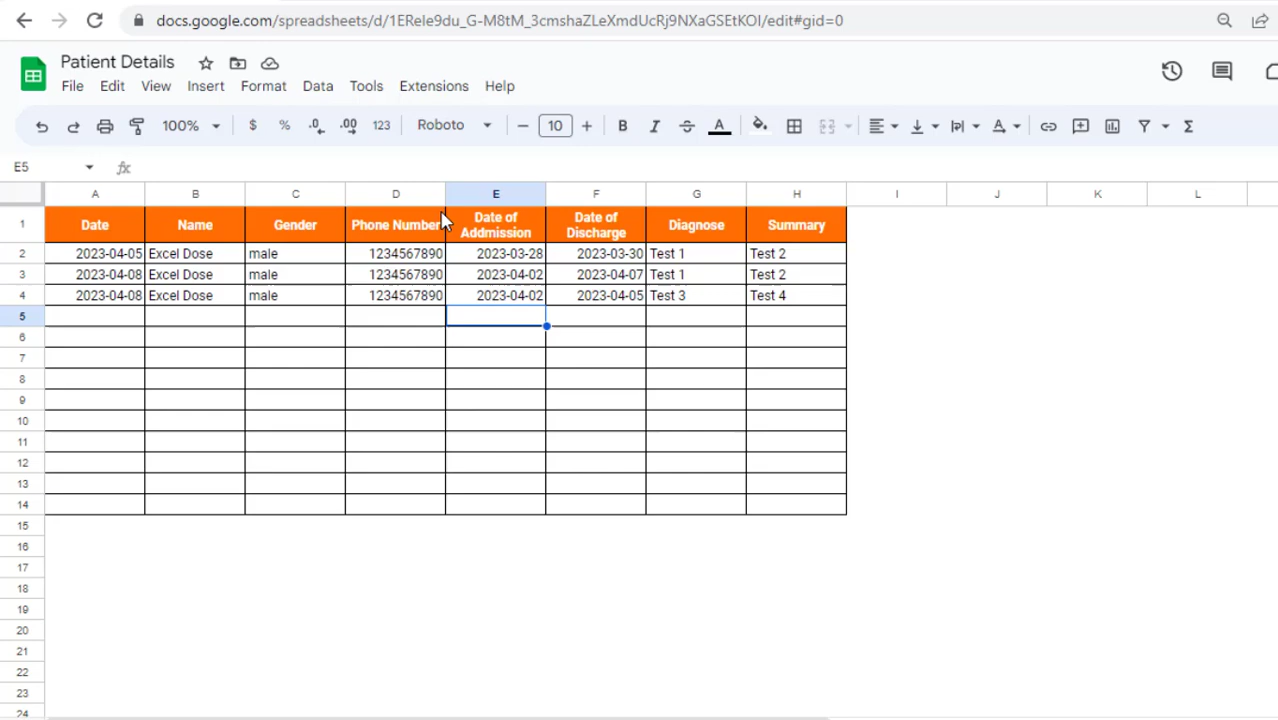 docs.google.com/spreadsheets/d/1ERele9du_G-M8tM_3cmshaZLeXmdUcRj9NXaGSEtKOI/edit#gid=0
Patient Details
File Edit View Insert Format Data Tools Extensions Help
100% $ % .0 .00 123 Roboto 10 B I S A A Σ
E5 fx
A B C D E F G H I J K L
1 Date Name Gender Phone Number Date of Addmission Date of Discharge Diagnose Summary
2 2023-04-05 Excel Dose male 1234567890 2023-03-28 2023-03-30 Test 1 Test 2
3 2023-04-08 Excel Dose male 1234567890 2023-04-02 2023-04-07 Test 1 Test 2
4 2023-04-08 Excel Dose male 1234567890 2023-04-02 2023-04-05 Test 3 Test 4
5
6
7
8
9
10
11
12
13
14
15
16
17
18
19
20
21
22
23
24